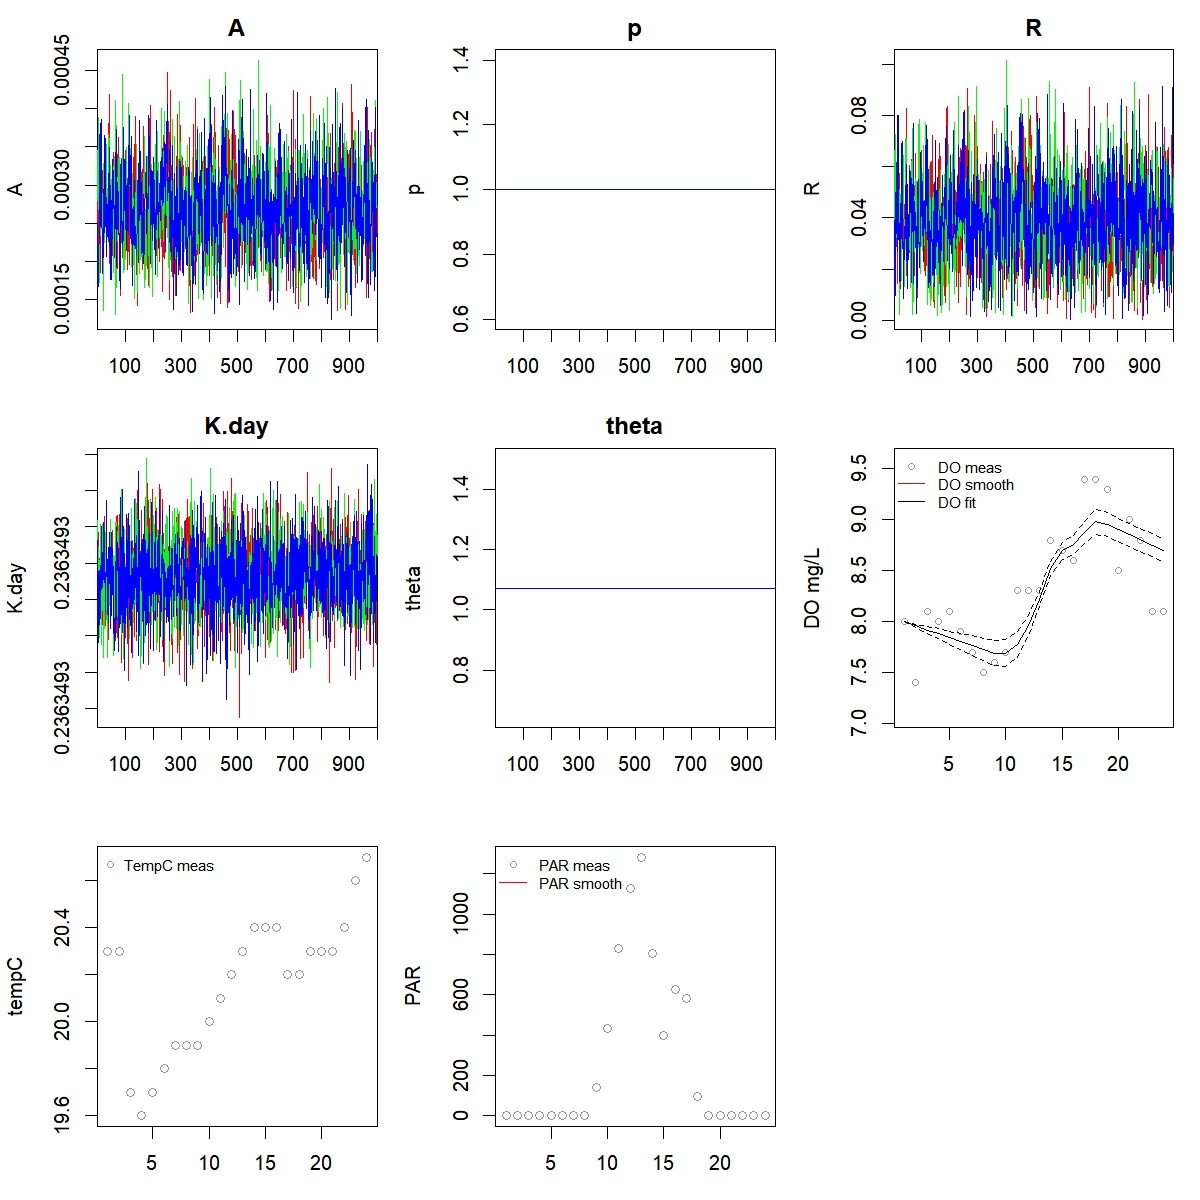 A
p
R
0.00015 0.00030 0.00045
A
100 300 500 700 900
0.6 0.8 1.0 1.2 1.4
p
100 300 500 700 900
0.00 0.04 0.08
R
100 300 500 700 900
K.day
theta
0.2363493 0.2363493 0.2363493
K.day
100 300 500 700 900
0.8 1.0 1.2 1.4
theta
100 300 500 700 900
DO meas
DO smooth
DO fit
7.0 7.5 8.0 8.5 9.0 9.5
DO mg/L
5 10 15 20
TempC meas
19.6 20.0 20.4
tempC
5 10 15 20
PAR meas
PAR smooth
0 200 600 1000
PAR
5 10 15 20